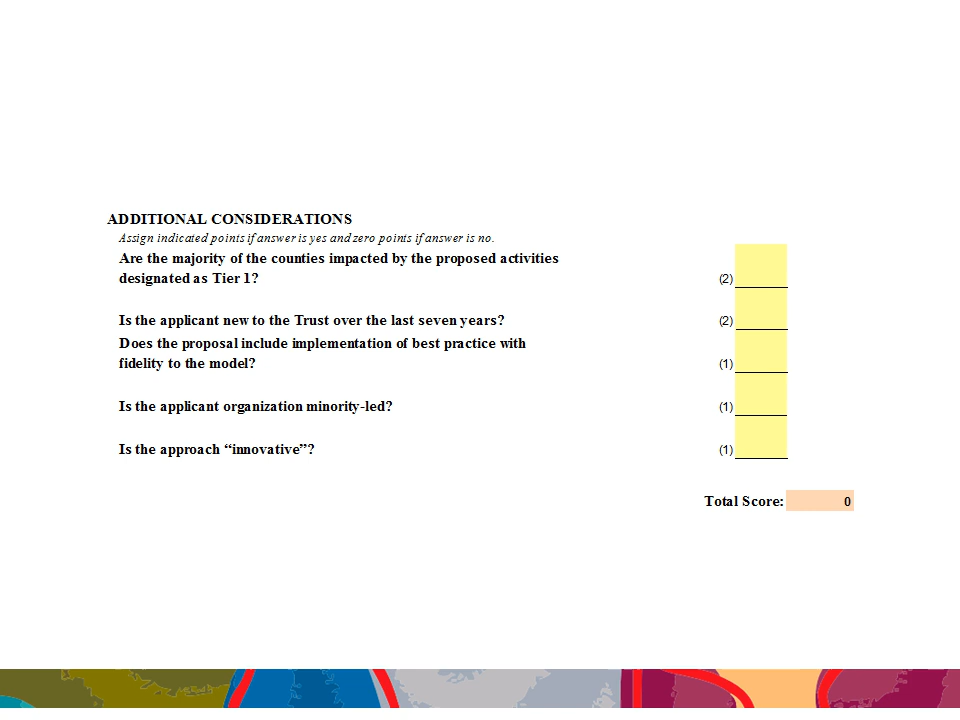 ADDITIONAL CONSIDERATIONS
Assign indicated points if answer is yes and zero points if answer is no.
Are the majority of the counties impacted by the proposed activities
designated as Tier 1? (2)
Is the applicant new to the Trust over the last seven years? (2)
Does the proposal include implementation of best practice with
fidelity to the model? (1)
Is the applicant organization minority-led? (1)
Is the approach “innovative”? (1)
Total Score: 0